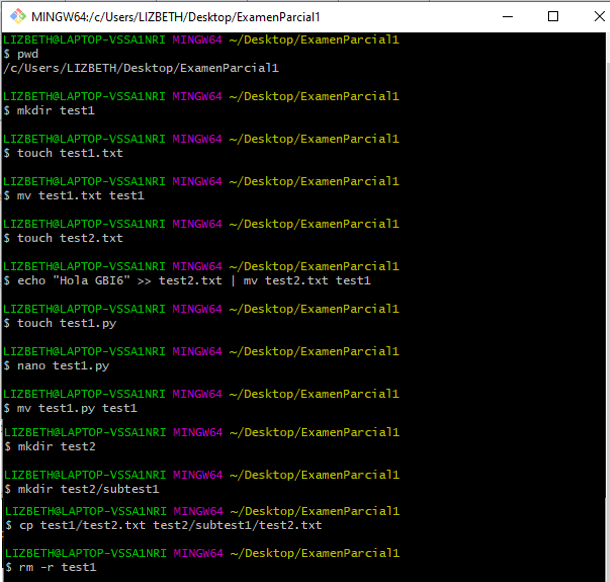 MINGW64:/c/Users/LIZBETH/Desktop/ExamenParcial1
LIZBETH@LAPTOP-VSSA1NRI MINGW64 ~/Desktop/ExamenParcial1
$ pwd
/c/Users/LIZBETH/Desktop/ExamenParcial1
LIZBETH@LAPTOP-VSSA1NRI MINGW64 ~/Desktop/ExamenParcial1
$ mkdir test1
LIZBETH@LAPTOP-VSSA1NRI MINGW64 ~/Desktop/ExamenParcial1
$ touch test1.txt
LIZBETH@LAPTOP-VSSA1NRI MINGW64 ~/Desktop/ExamenParcial1
$ mv test1.txt test1
LIZBETH@LAPTOP-VSSA1NRI MINGW64 ~/Desktop/ExamenParcial1
$ touch test2.txt
LIZBETH@LAPTOP-VSSA1NRI MINGW64 ~/Desktop/ExamenParcial1
$ echo "Hola GBI6" >> test2.txt | mv test2.txt test1
LIZBETH@LAPTOP-VSSA1NRI MINGW64 ~/Desktop/ExamenParcial1
$ touch test1.py
LIZBETH@LAPTOP-VSSA1NRI MINGW64 ~/Desktop/ExamenParcial1
$ nano test1.py
LIZBETH@LAPTOP-VSSA1NRI MINGW64 ~/Desktop/ExamenParcial1
$ mv test1.py test1
LIZBETH@LAPTOP-VSSA1NRI MINGW64 ~/Desktop/ExamenParcial1
$ mkdir test2
LIZBETH@LAPTOP-VSSA1NRI MINGW64 ~/Desktop/ExamenParcial1
$ mkdir test2/subtest1
LIZBETH@LAPTOP-VSSA1NRI MINGW64 ~/Desktop/ExamenParcial1
$ cp test1/test2.txt test2/subtest1/test2.txt
LIZBETH@LAPTOP-VSSA1NRI MINGW64 ~/Desktop/ExamenParcial1
$ rm -r test1